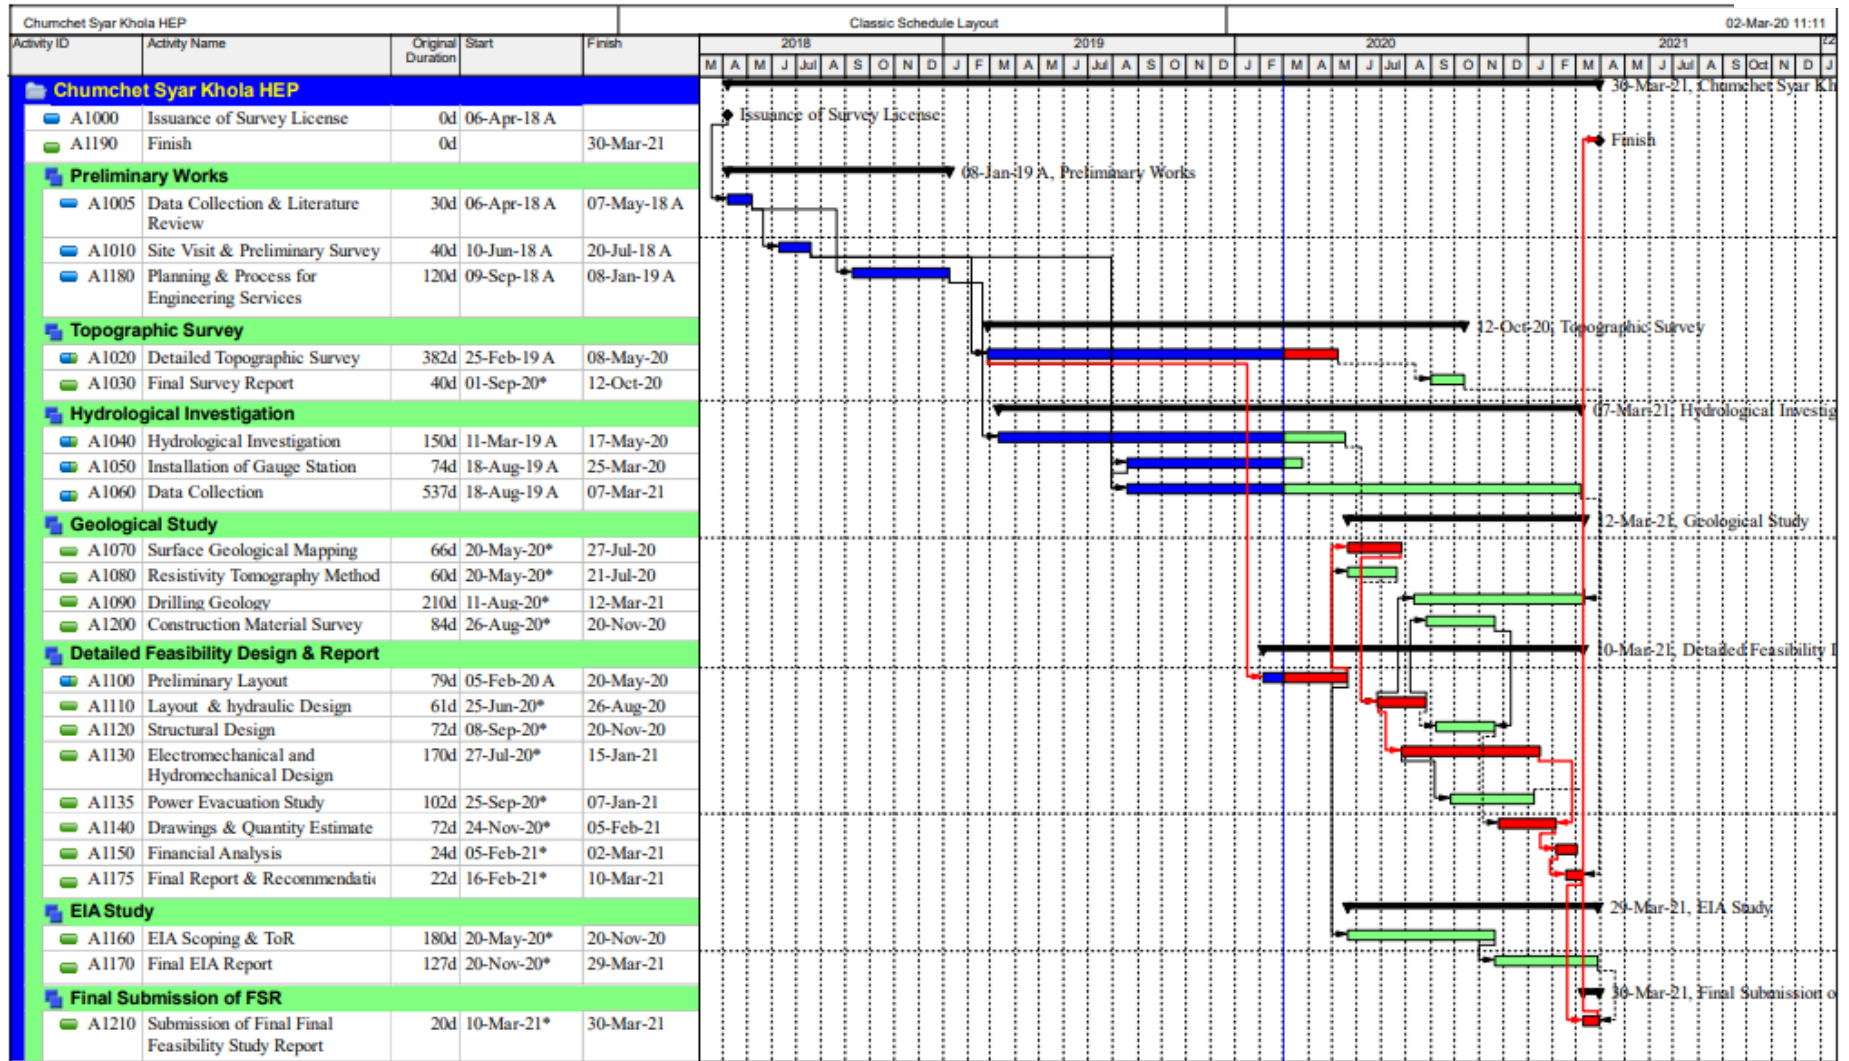 Chumchet Syar Khola HEP Classic Schedule Layout 02-Mar-20 11:11
Activity ID Activity Name Original Start Finish 2018 2019 2020 2021 22
Duration
M A M J Jul A S O N D J F M A M J Jul A S O N D J F M A M J Jul A S O N D J F M A M J Jul A S Oct N D J
Chumchet Syar Khola HEP 30-Mar-21, Chumchet Syar Kh
A1000 Issuance of Survey License 0d 06-Apr-18 A Issuance of Survey License
A1190 Finish 0d 30-Mar-21 Finish
Preliminary Works 08-Jan-19 A, Preliminary Works
A1005 Data Collection & Literature 30d 06-Apr-18 A 07-May-18 A
Review
A1010 Site Visit & Preliminary Survey 40d 10-Jun-18 A 20-Jul-18 A
A1180 Planning & Process for 120d 09-Sep-18 A 08-Jan-19 A
Engineering Services
Topographic Survey 12-Oct-20, Topographic Survey
A1020 Detailed Topographic Survey 382d 25-Feb-19 A 08-May-20
A1030 Final Survey Report 40d 01-Sep-20* 12-Oct-20
Hydrological Investigation 07-Mar-21, Hydrological Investig
A1040 Hydrological Investigation 150d 11-Mar-19 A 17-May-20
A1050 Installation of Gauge Station 74d 18-Aug-19 A 25-Mar-20
A1060 Data Collection 537d 18-Aug-19 A 07-Mar-21
Geological Study 12-Mar-21, Geological Study
A1070 Surface Geological Mapping 66d 20-May-20* 27-Jul-20
A1080 Resistivity Tomography Method 60d 20-May-20* 21-Jul-20
A1090 Drilling Geology 210d 11-Aug-20* 12-Mar-21
A1200 Construction Material Survey 84d 26-Aug-20* 20-Nov-20
Detailed Feasibility Design & Report 10-Mar-21, Detailed Feasibility D
A1100 Preliminary Layout 79d 05-Feb-20 A 20-May-20
A1110 Layout & hydraulic Design 61d 25-Jun-20* 26-Aug-20
A1120 Structural Design 72d 08-Sep-20* 20-Nov-20
A1130 Electromechanical and 170d 27-Jul-20* 15-Jan-21
Hydromechanical Design
A1135 Power Evacuation Study 102d 25-Sep-20* 07-Jan-21
A1140 Drawings & Quantity Estimate 72d 24-Nov-20* 05-Feb-21
A1150 Financial Analysis 24d 05-Feb-21* 02-Mar-21
A1175 Final Report & Recommendati 22d 16-Feb-21* 10-Mar-21
EIA Study 29-Mar-21, EIA Study
A1160 EIA Scoping & ToR 180d 20-May-20* 20-Nov-20
A1170 Final EIA Report 127d 20-Nov-20* 29-Mar-21
Final Submission of FSR 30-Mar-21, Final Submission o
A1210 Submission of Final Final 20d 10-Mar-21* 30-Mar-21
Feasibility Study Report